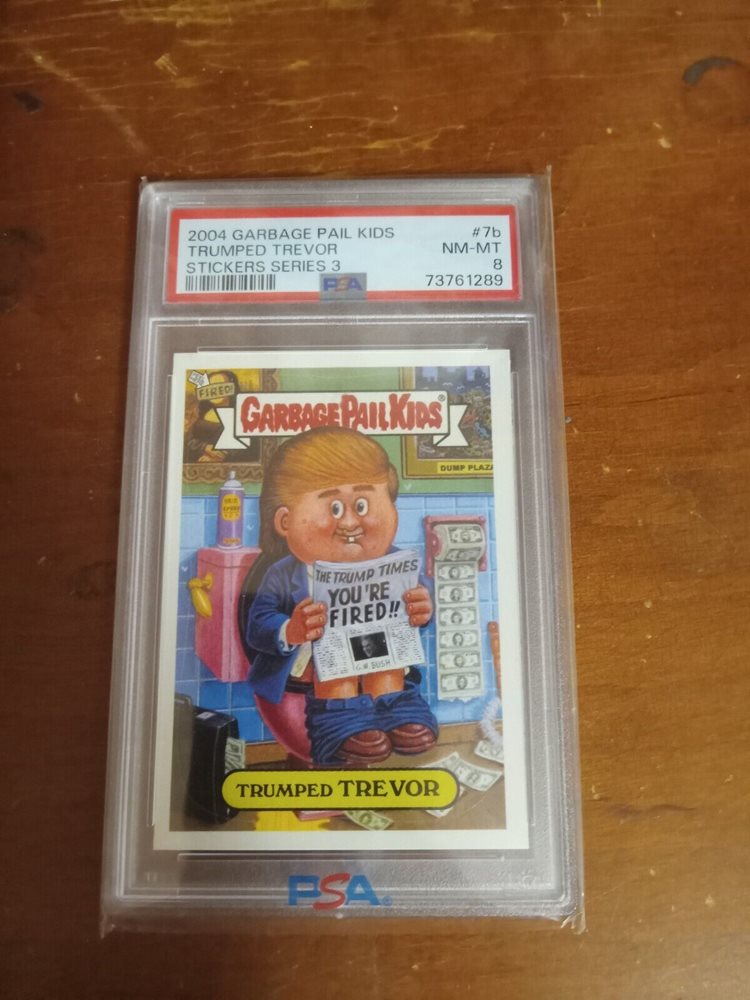 2004 GARBAGE PAIL KIDS #7b
TRUMPED TREVOR NM-MT
STICKERS SERIES 3 8
PSA 73761289
FIRED!
GARBAGE PAIL KIDS®
DUMP PLAZA
THE TRUMP TIMES
YOU'RE
FIRED!!
G.W. BUSH
TRUMPED TREVOR
PSA®